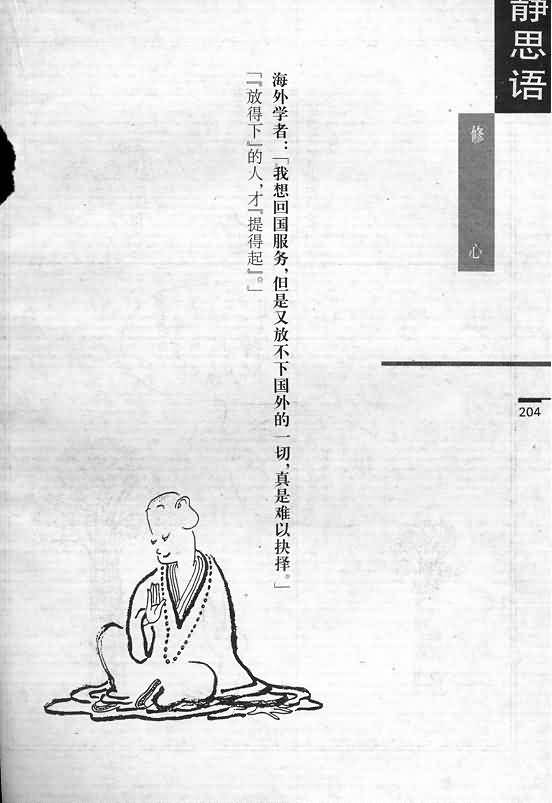 静思语
修心
海外学者：「我想回国服务，但是又放不下国外的一切，真是难以抉择。」
「『放得下』的人，才『提得起』。」
204